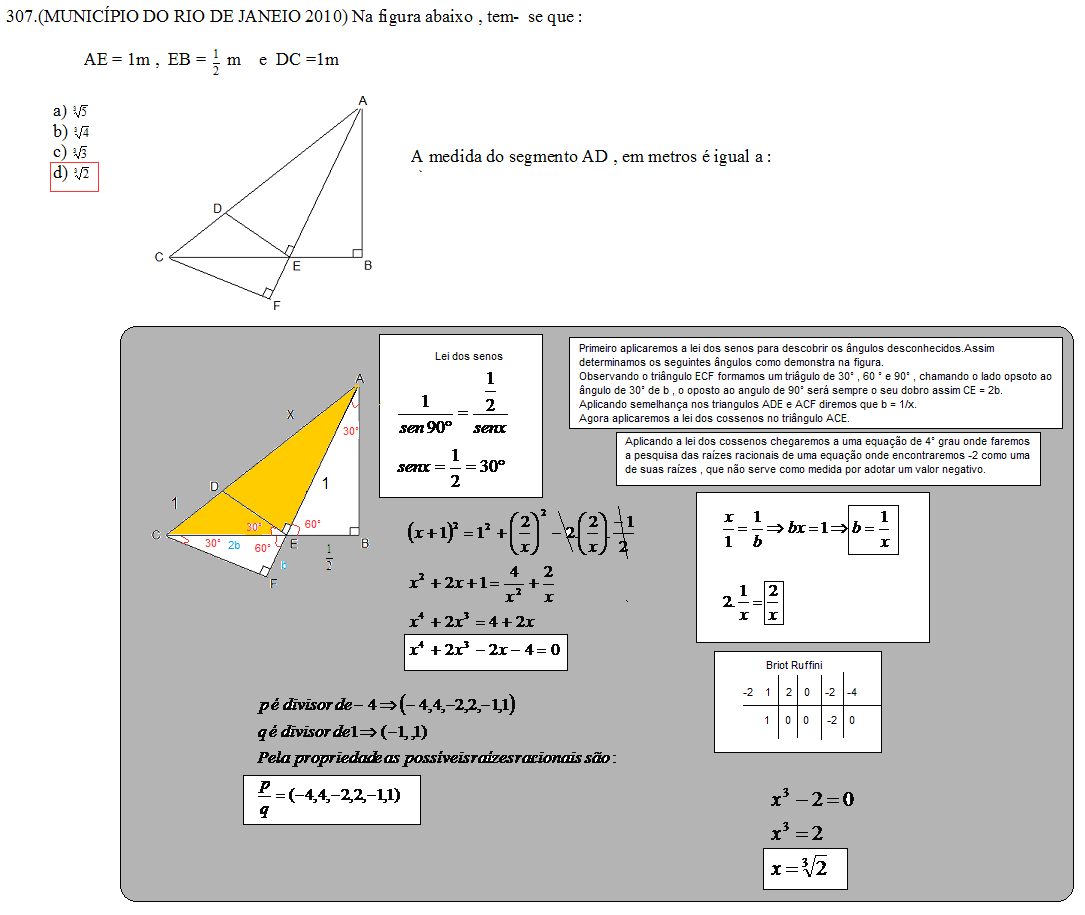 307.(MUNICÍPIO DO RIO DE JANEIO 2010) Na figura abaixo , tem- se que :
AE = 1m , EB = 1/2 m e DC =1m
a) ∛5
b) ∛4
c) ∛3
d) ∛2
A
D
C
E
B
F
A medida do segmento AD , em metros é igual a :
A
X
30°
1
D
1
C
30°
60°
30°
2b
60°
E
B
b
1/2
F
Lei dos senos
1/sen90° = (1/2)/senx
senx = 1/2 = 30°
Primeiro aplicaremos a lei dos senos para descobrir os ângulos desconhecidos.Assim
determinamos os seguintes ângulos como demonstra na figura.
Observando o triângulo ECF formamos um triâgulo de 30° , 60 ° e 90° , chamando o lado opsoto ao
ângulo de 30° de b , o oposto ao angulo de 90° será sempre o seu dobro assim CE = 2b.
Aplicando semelhança nos triangulos ADE e ACF diremos que b = 1/x.
Agora aplicaremos a lei dos cossenos no triângulo ACE.
Aplicando a lei dos cossenos chegaremos a uma equação de 4° grau onde faremos
a pesquisa das raízes racionais de uma equação onde encontraremos -2 como uma
de suas raízes , que não serve como medida por adotar um valor negativo.
(x+1)² = 1² + (2/x)² − 2.(2/x).−1/2
x² + 2x + 1 = 4/x² + 2/x
x⁴ + 2x³ = 4 + 2x
x⁴ + 2x³ − 2x − 4 = 0
x/1 = 1/b ⇒ bx = 1 ⇒ b = 1/x
2.1/x = 2/x
Briot Ruffini
-2 1 2 0 -2 -4
1 0 0 -2 0
p é divisor de − 4 ⇒ (−4,4,−2,2,−1,1)
q é divisor de 1 ⇒ (−1,,1)
Pela propriedade as possíveis raízes racionais são :
p/q = (−4,4,−2,2,−1,1)
x³ − 2 = 0
x³ = 2
x = ∛2